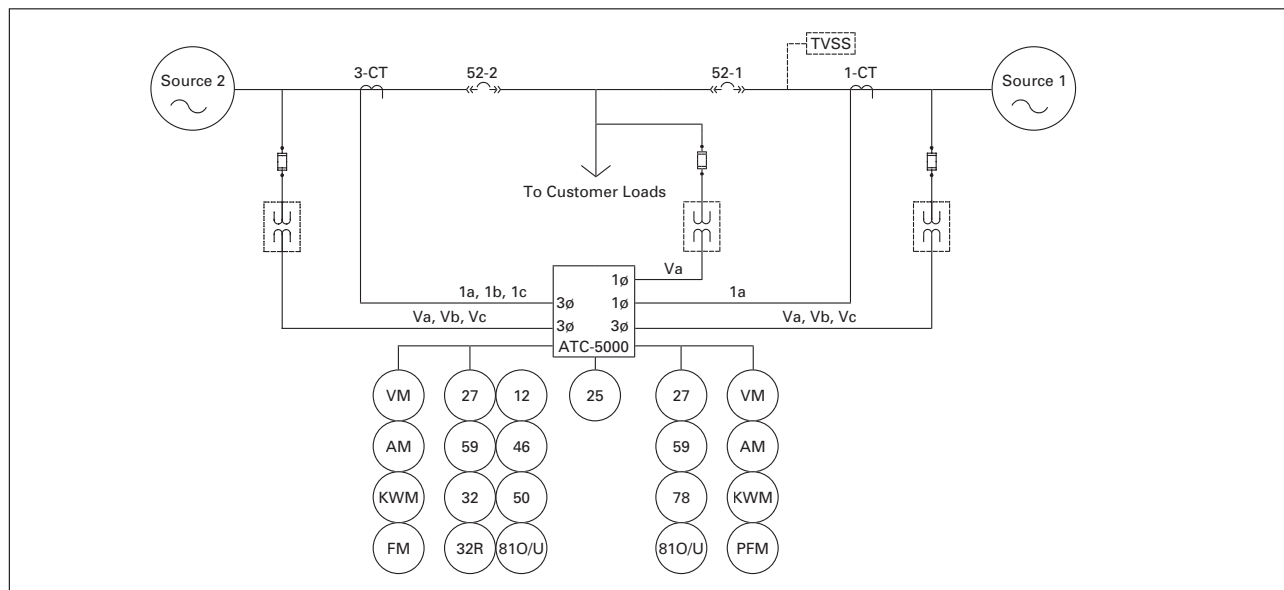 TVSS
3-CT
52-2
52-1
1-CT
Source 2
Source 1
To Customer Loads
Va
1ø
1a, 1b, 1c
3ø
1ø
1a
Va, Vb, Vc
3ø
3ø
Va, Vb, Vc
ATC-5000
VM
27
12
25
27
VM
AM
59
46
59
AM
KWM
32
50
78
KWM
FM
32R
81O/U
81O/U
PFM